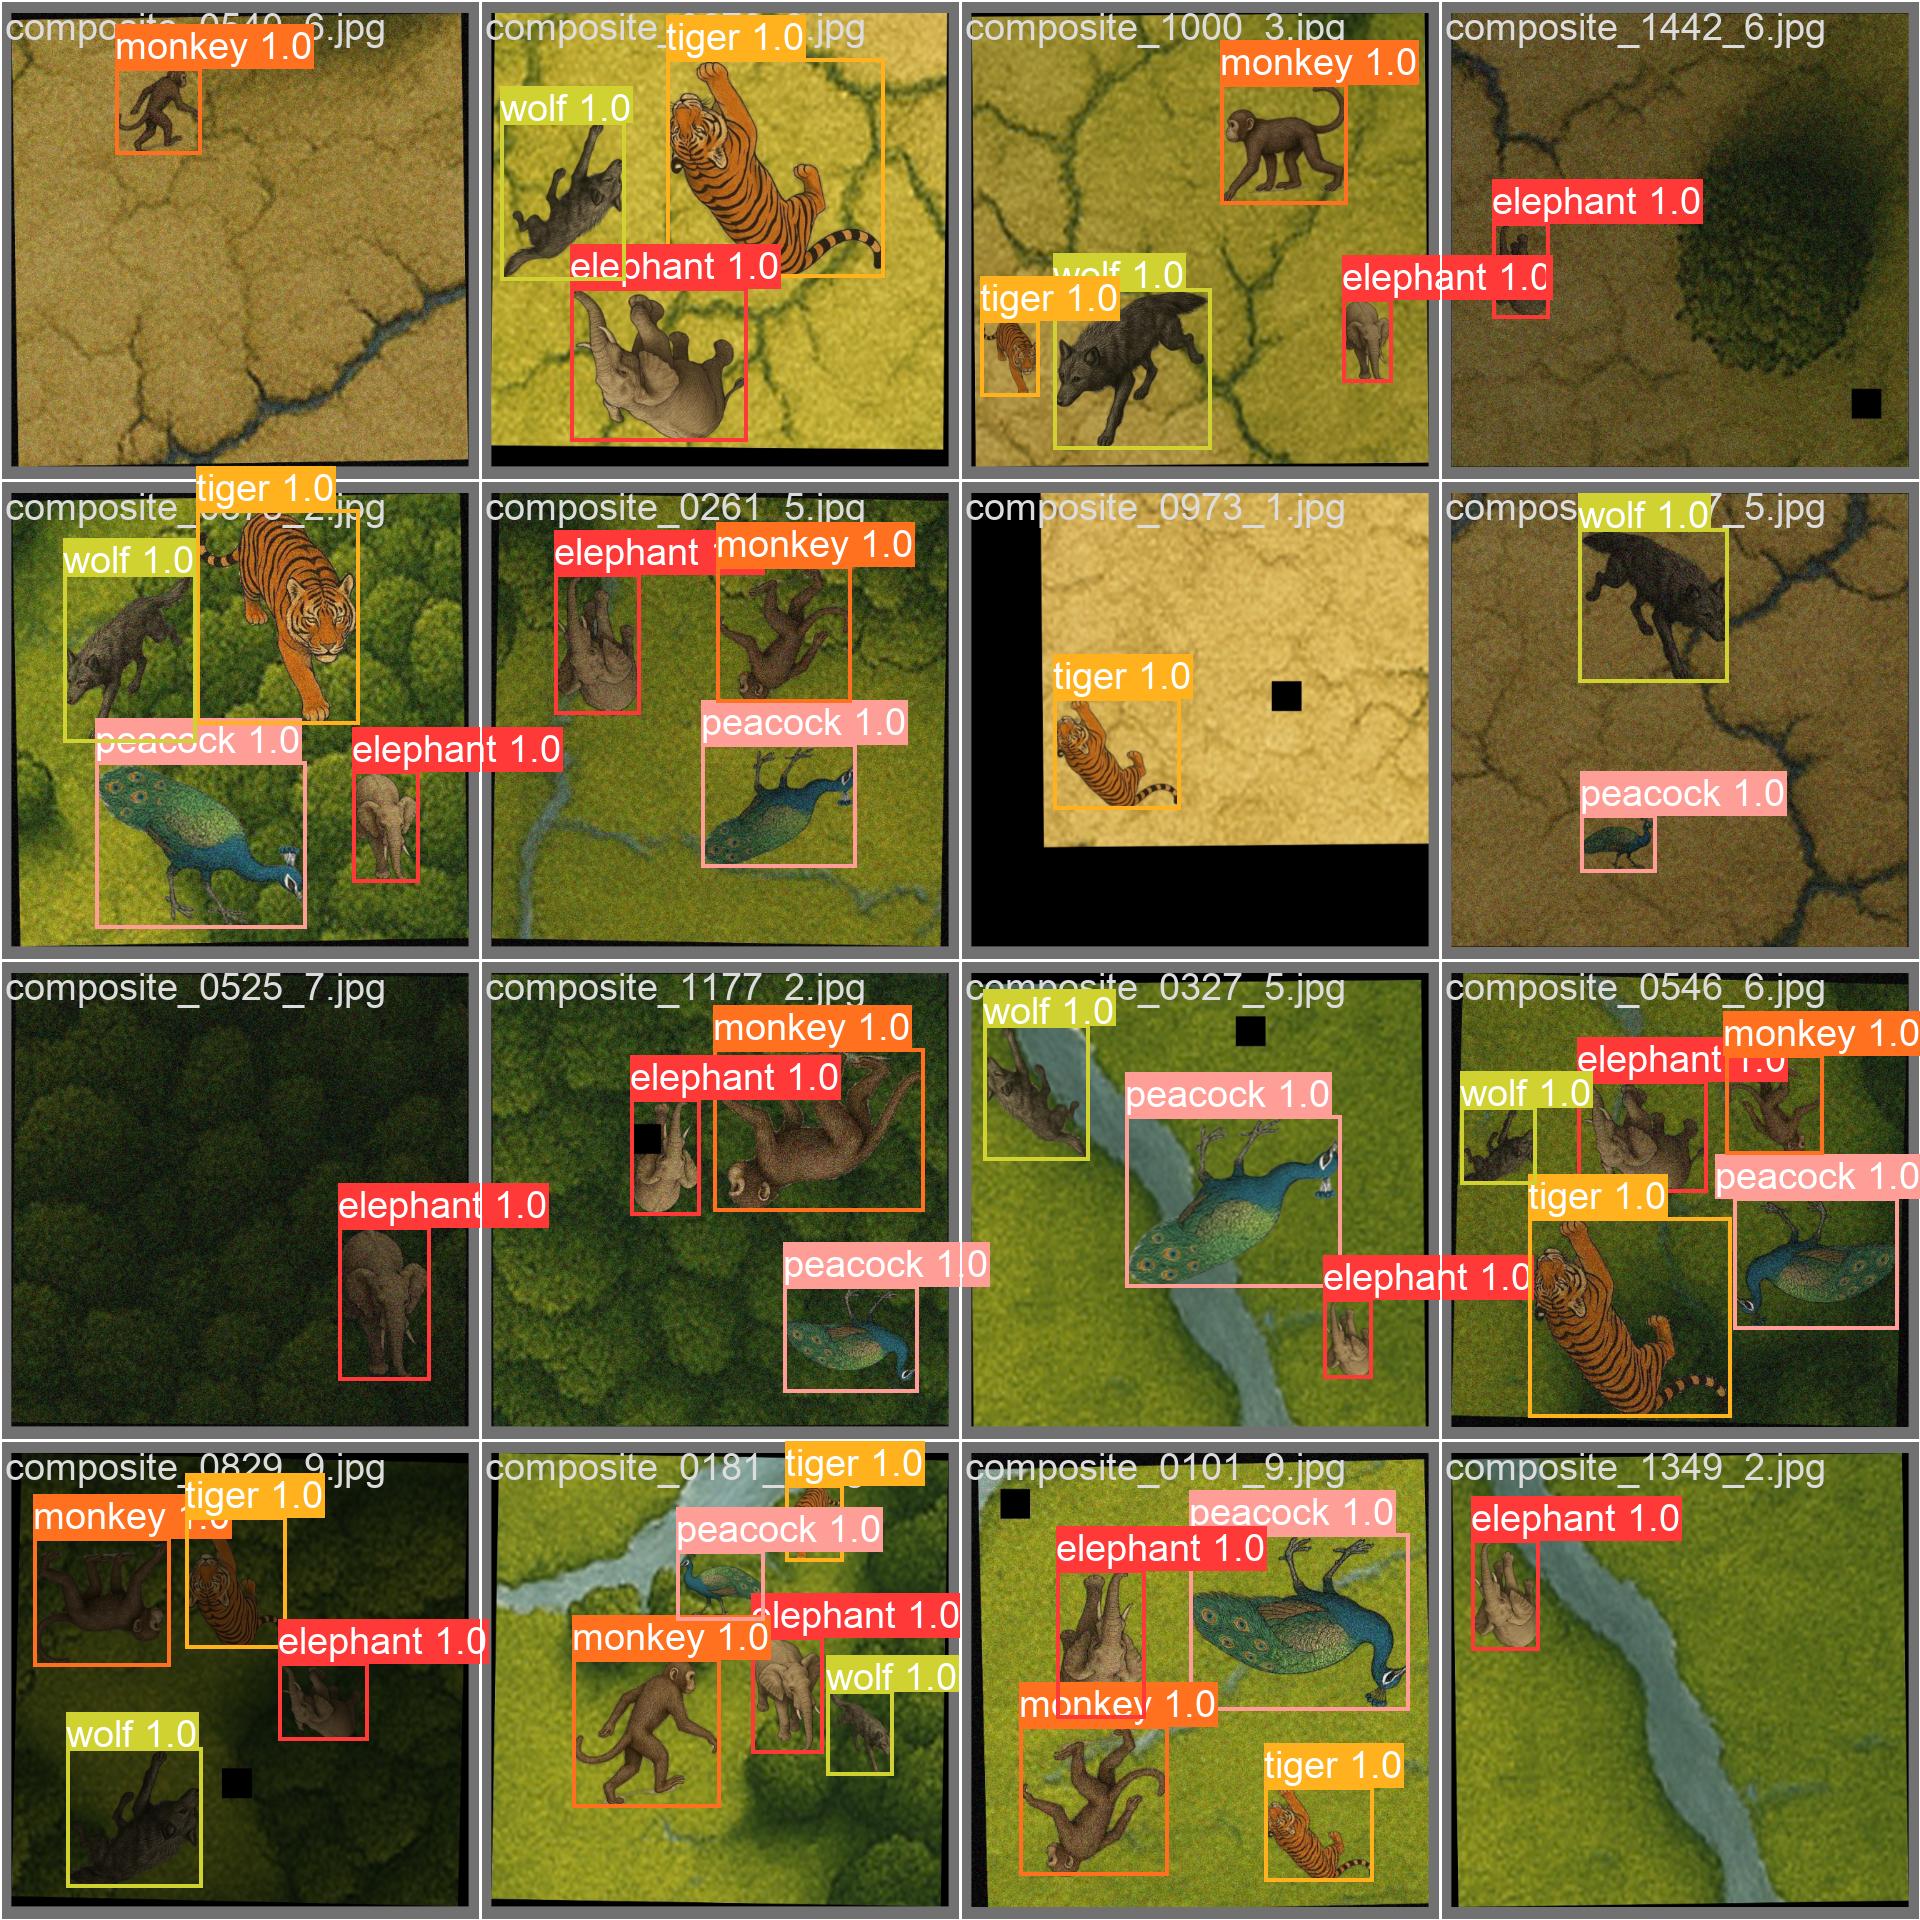 monkey 1.0
tiger 1.0
wolf 1.0
elephant 1.0
composite_1000_3.jpg
monkey 1.0
wolf 1.0
tiger 1.0
elephant 1.0
composite_1442_6.jpg
elephant 1.0
tiger 1.0
wolf 1.0
peacock 1.0
elephant 1.0
composite_0261_5.jpg
elephant
monkey 1.0
peacock 1.0
composite_0973_1.jpg
tiger 1.0
wolf 1.0
peacock 1.0
composite_0525_7.jpg
elephant 1.0
composite_1177_2.jpg
monkey 1.0
elephant 1.0
peacock 1.0
composite_0327_5.jpg
wolf 1.0
peacock 1.0
elephant 1.0
composite_0546_6.jpg
monkey 1.0
elephant 1.0
wolf 1.0
peacock 1.0
tiger 1.0
composite_0829_9.jpg
tiger 1.0
monkey 1.0
elephant 1.0
wolf 1.0
composite_0181
tiger 1.0
peacock 1.0
elephant 1.0
monkey 1.0
wolf 1.0
composite_0101_9.jpg
peacock 1.0
elephant 1.0
monkey 1.0
tiger 1.0
composite_1349_2.jpg
elephant 1.0